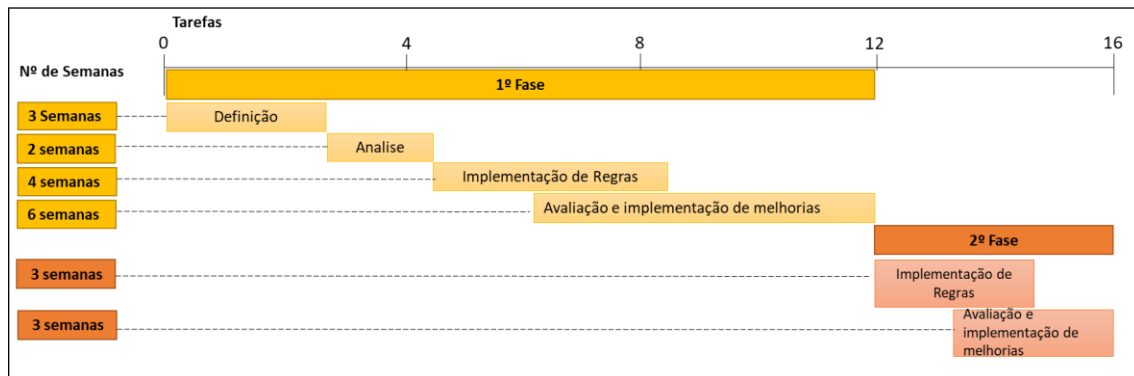 Tarefas
0 4 8 12 16
Nº de Semanas
1º Fase
3 Semanas Definição
2 semanas Analise
4 semanas Implementação de Regras
6 semanas Avaliação e implementação de melhorias
2º Fase
3 semanas Implementação de
Regras
3 semanas Avaliação e
implementação de
melhorias